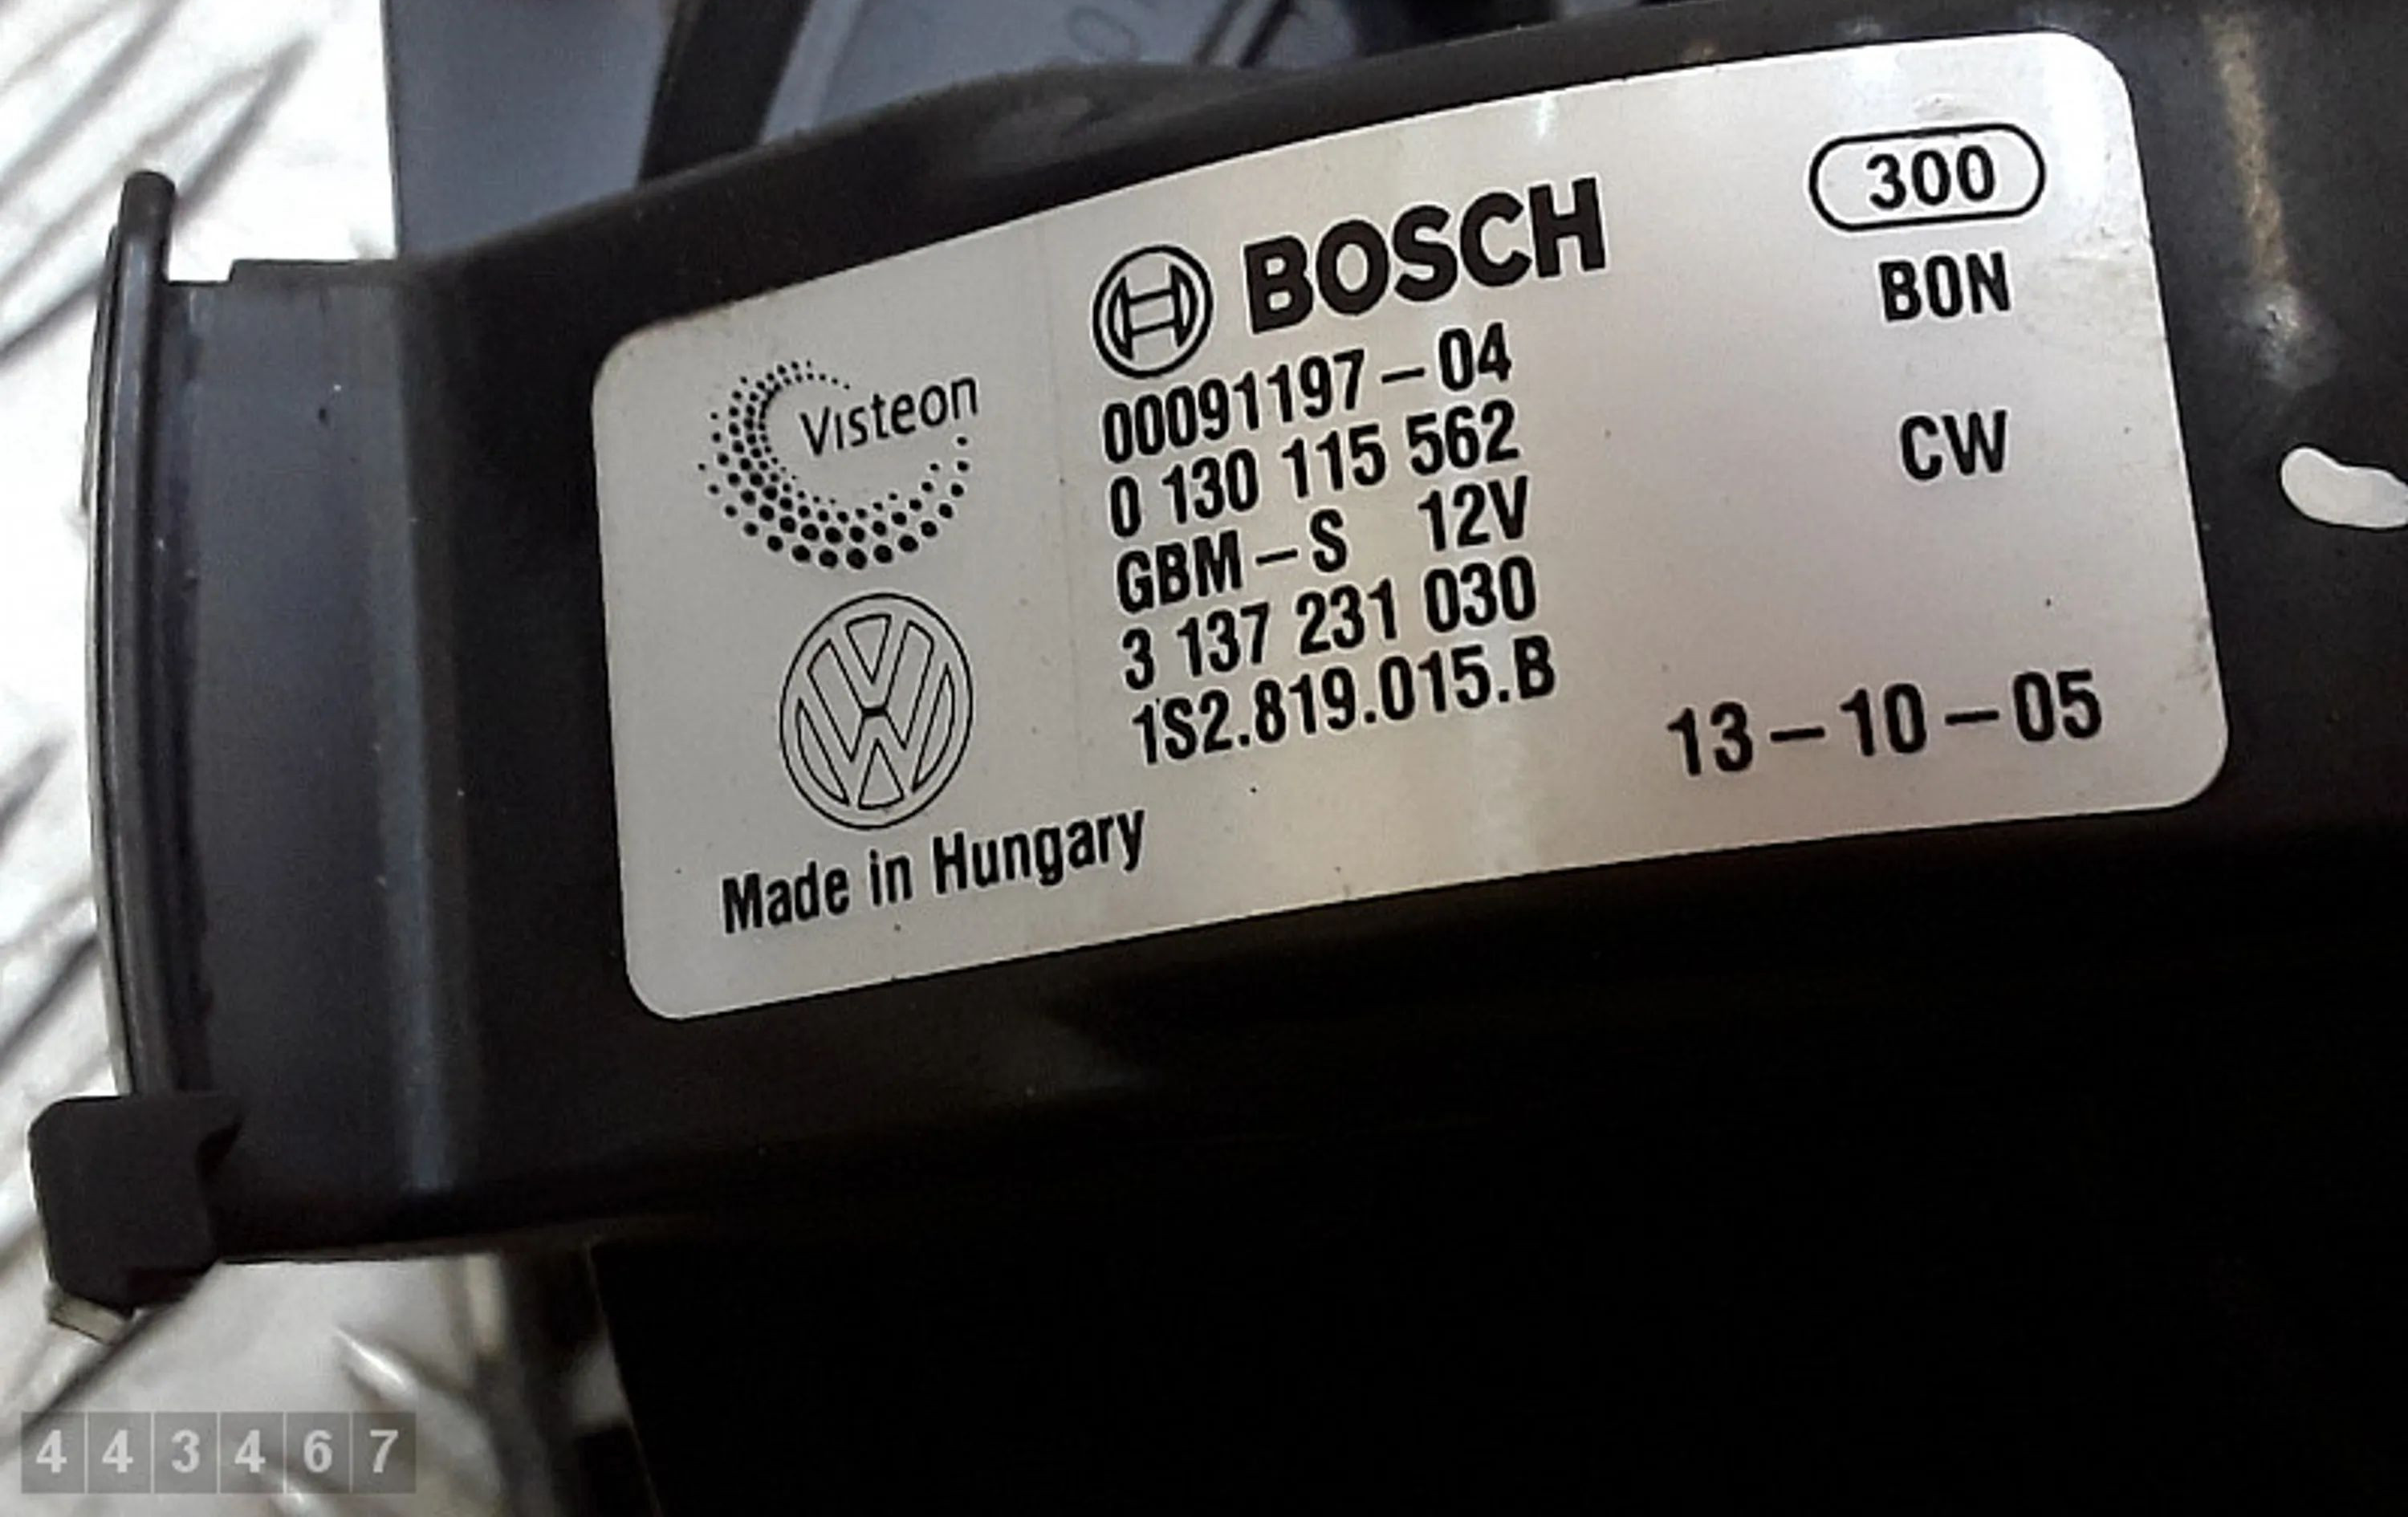 Visteon
BOSCH
300
00091197-04
BON
0 130 115 562
CW
GBM-S 12V
3 137 231 030
1S2.819.015.B
13-10-05
Made in Hungary
443467